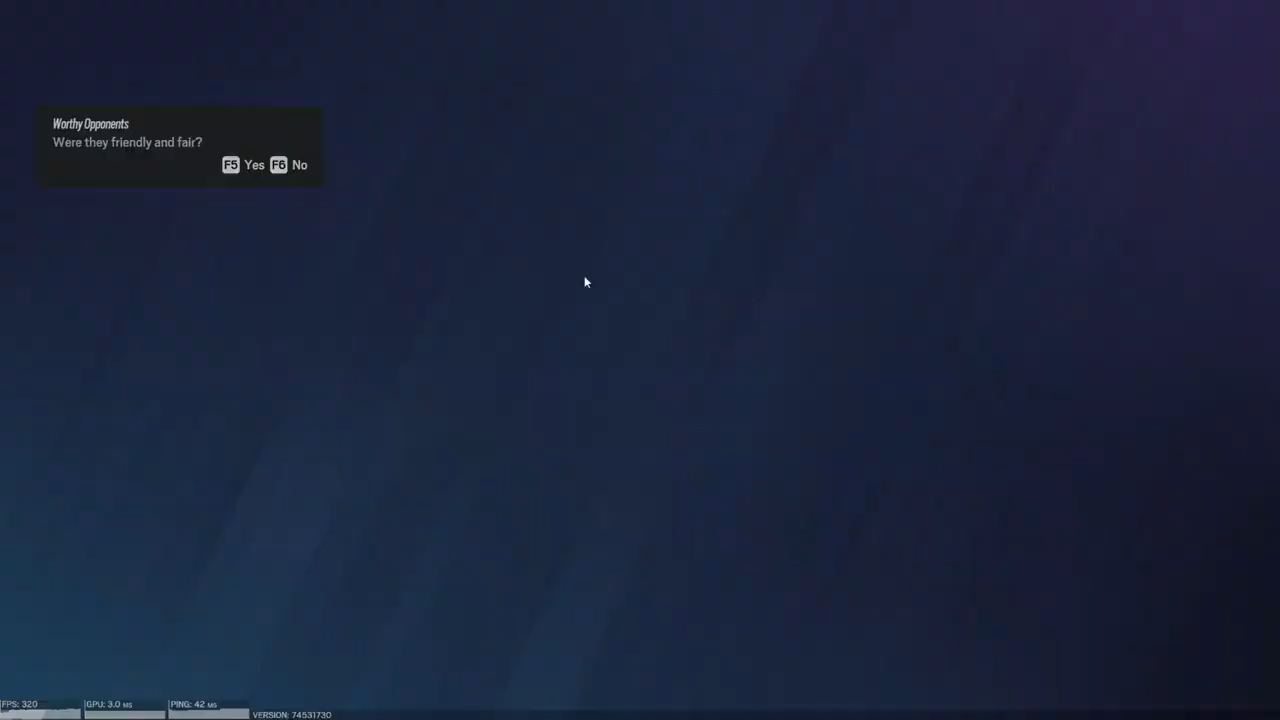 Worthy Opponents
Were they friendly and fair?
F5 Yes F6 No
FPS: 320 GPU: 3.0 MS PING: 42 MS VERSION: 74531730